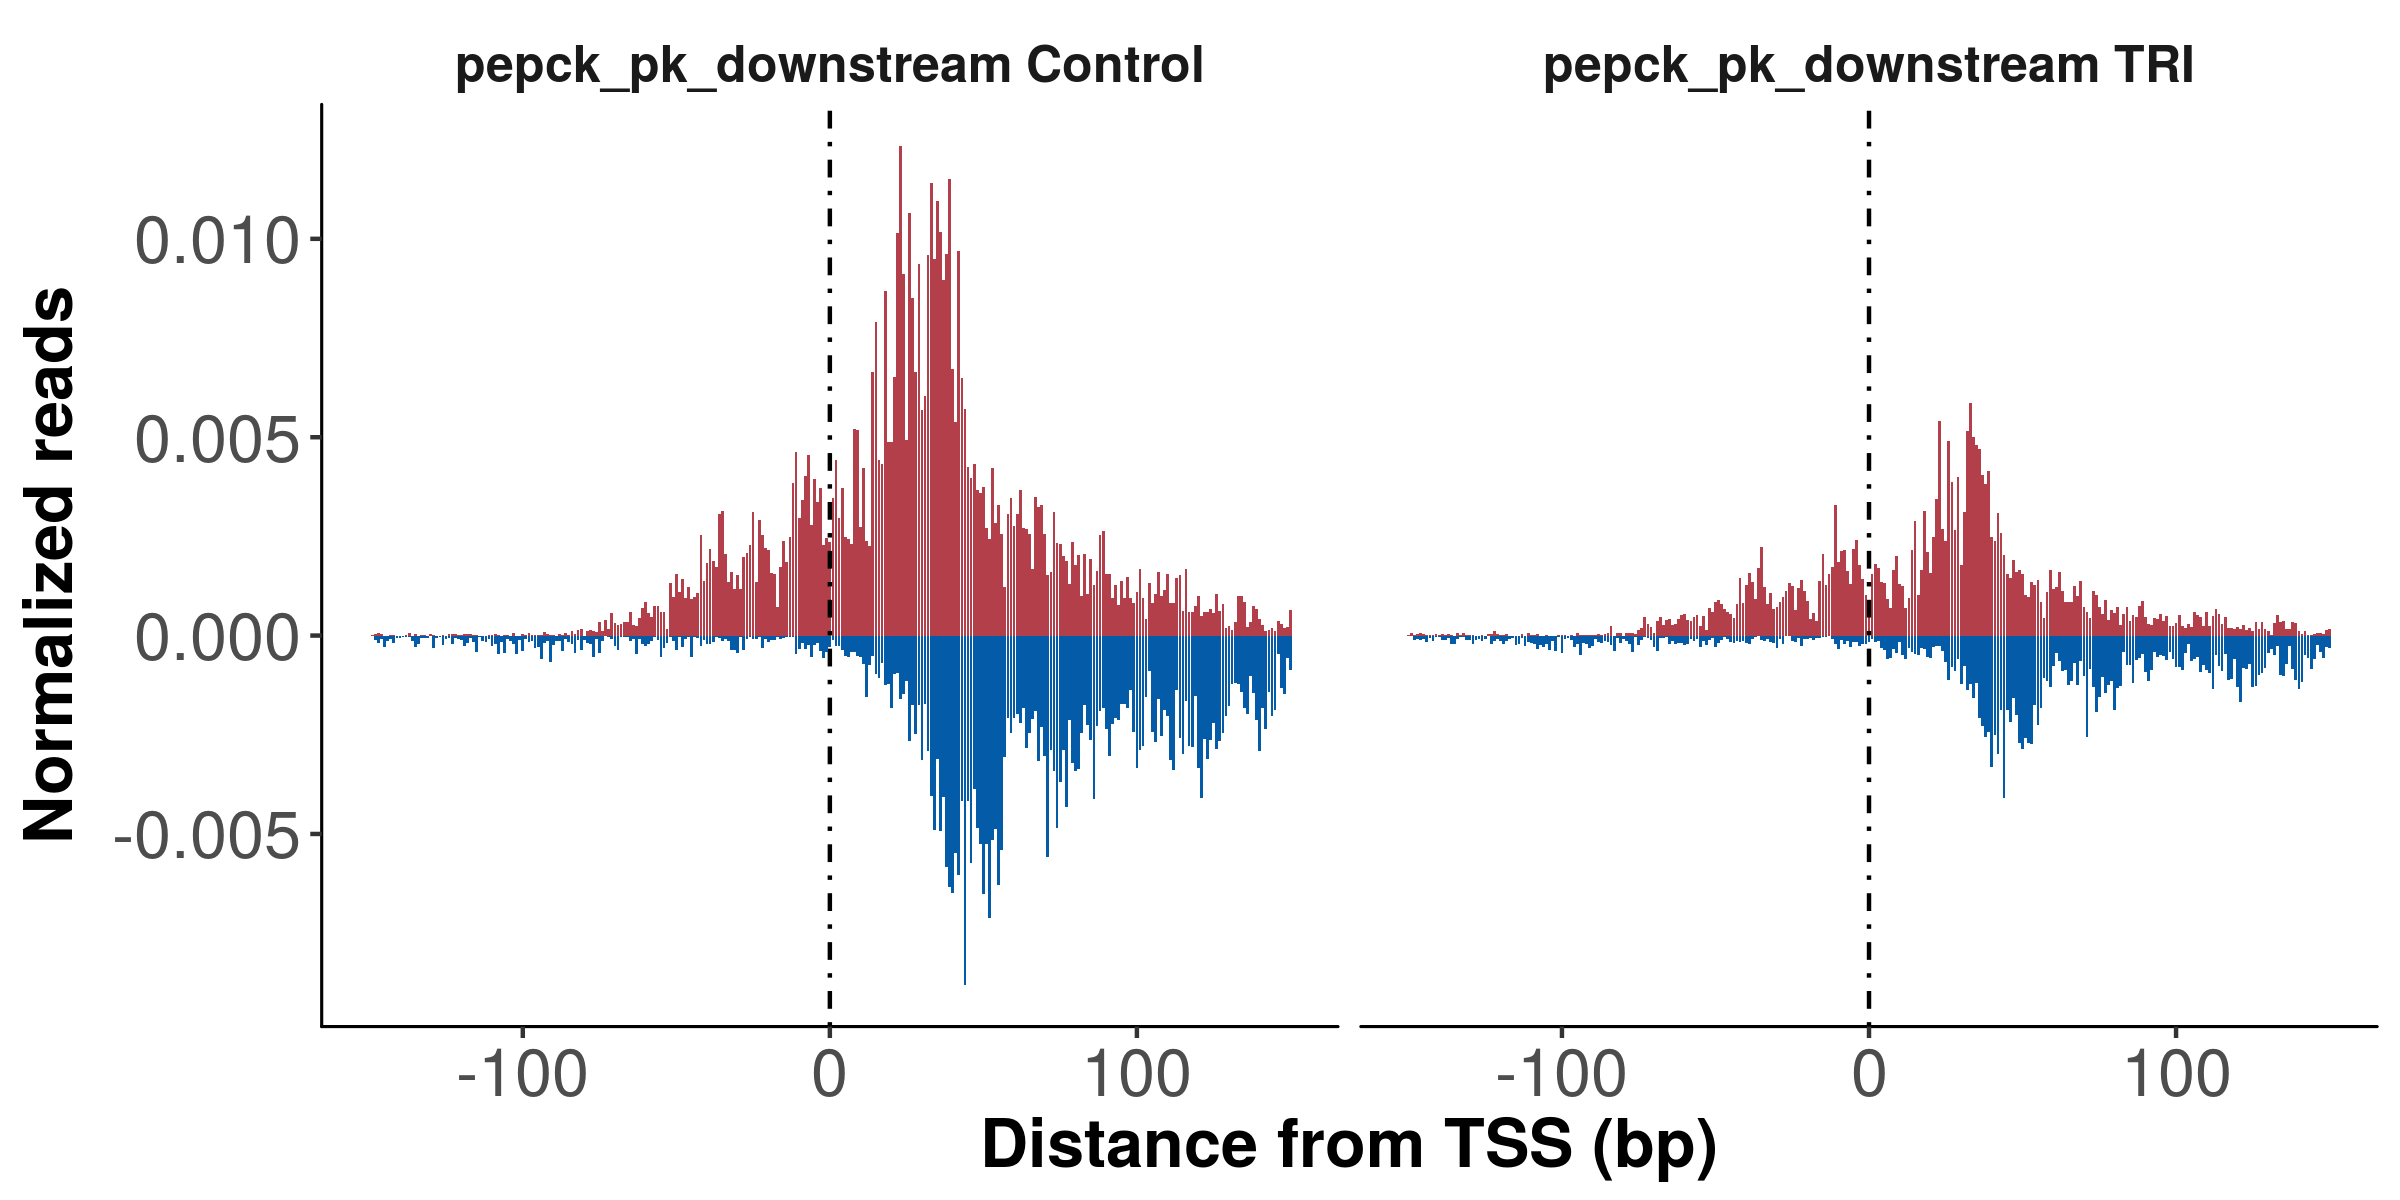 pepck_pk_downstream Control
pepck_pk_downstream TRI
Normalized reads
0.010
0.005
0.000
-0.005
-100 0 100
-100 0 100
Distance from TSS (bp)